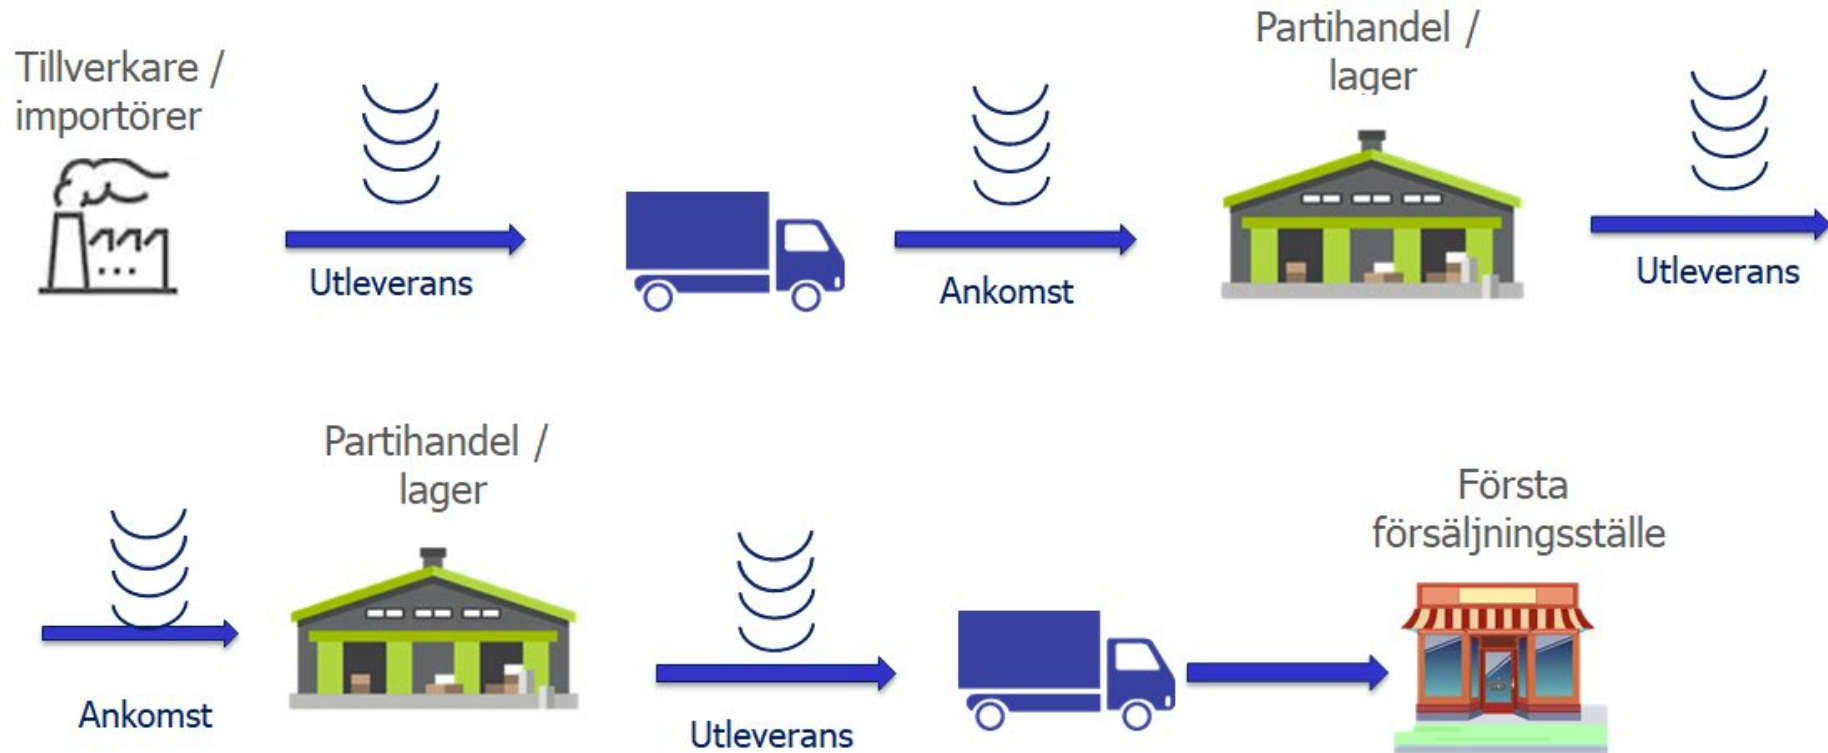 Tillverkare /
importörer
Utleverans
Ankomst
Partihandel /
lager
Utleverans
Ankomst
Partihandel /
lager
Utleverans
Första
försäljningsställe